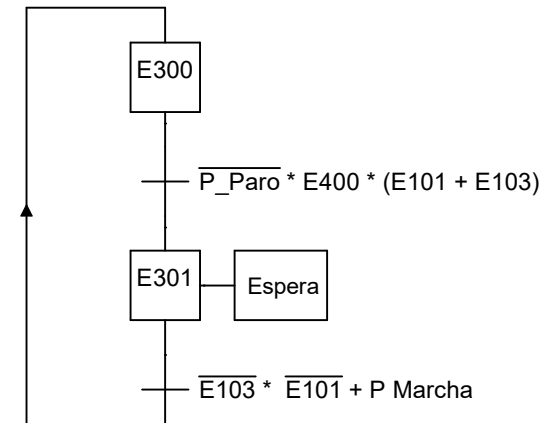 E300
P_Paro * E400 * (E101 + E103)
E301
Espera
E103 * E101 + P Marcha